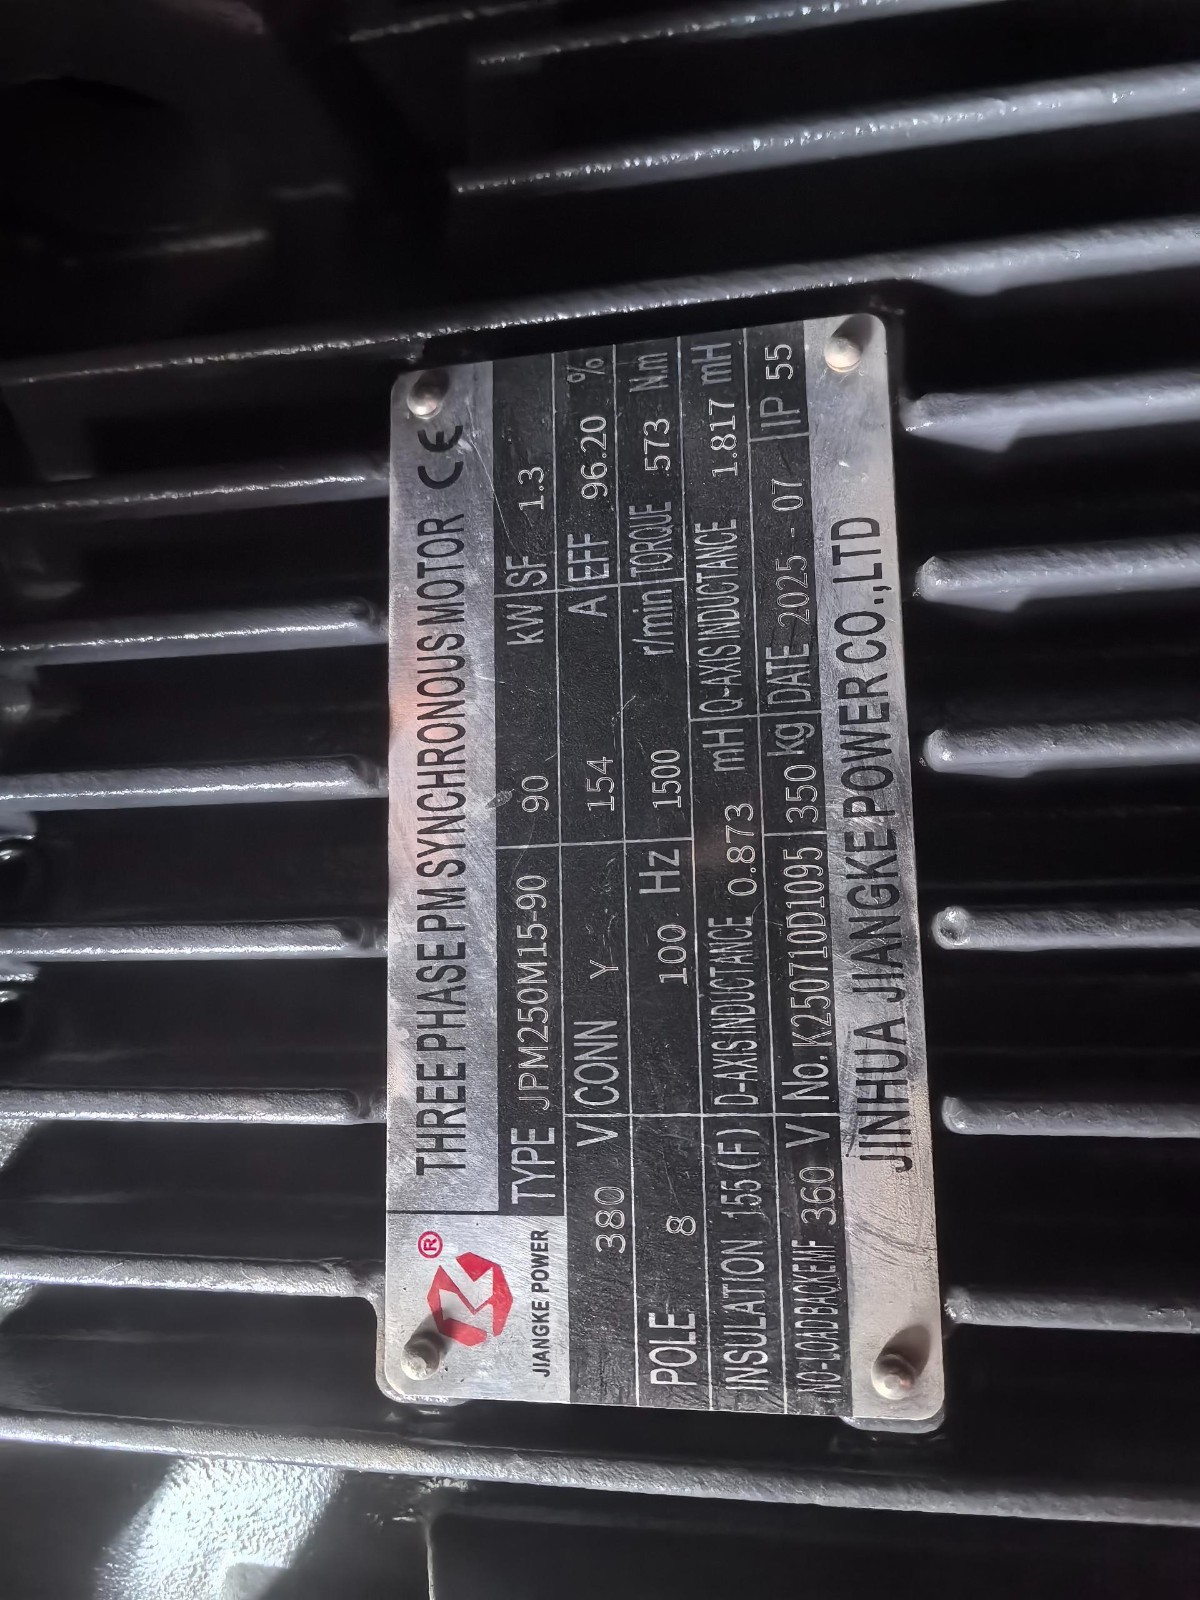 THREE PHASE PM SYNCHRONOUS MOTOR CE
®
JIANGKE POWER
TYPE JPM250M15-90 90 kW SF 1.3
380 V CONN Y 154 A EFF 96.20 %
POLE 8 100 Hz 1500 r/min TORQUE 573 N.m
INSULATION 155(F) D-AXIS INDUCTANCE 0.873 mH Q-AXIS INDUCTANCE 1.817 mH
NO-LOAD BACK EMF 360 V No. K250710D1095 350 kg DATE 2025-07 IP 55
JINHUA JIANGKE POWER CO.,LTD